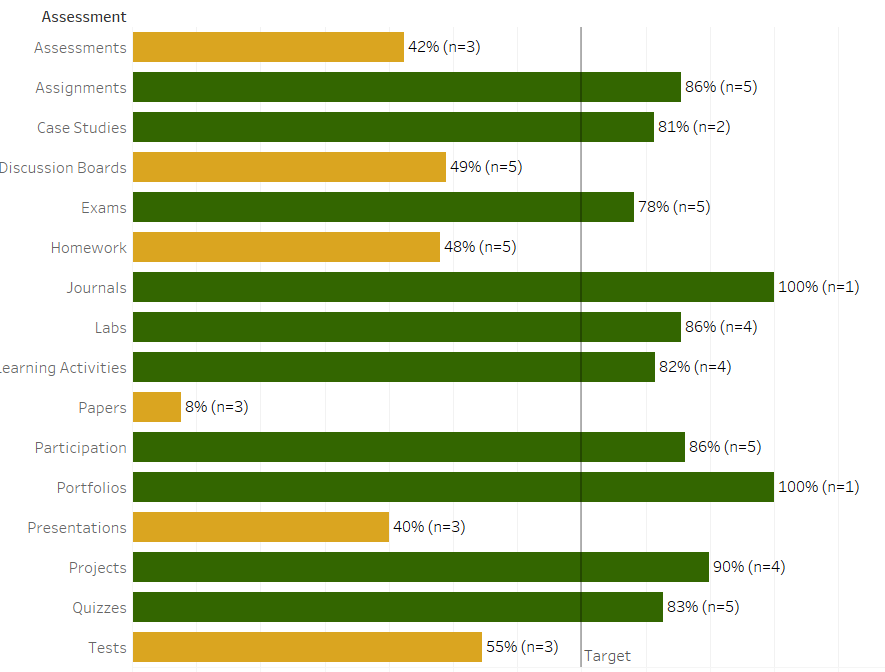 Assessment
Assessments 42% (n=3)
Assignments 86% (n=5)
Case Studies 81% (n=2)
Discussion Boards 49% (n=5)
Exams 78% (n=5)
Homework 48% (n=5)
Journals 100% (n=1)
Labs 86% (n=4)
Learning Activities 82% (n=4)
Papers 8% (n=3)
Participation 86% (n=5)
Portfolios 100% (n=1)
Presentations 40% (n=3)
Projects 90% (n=4)
Quizzes 83% (n=5)
Tests 55% (n=3)
Target